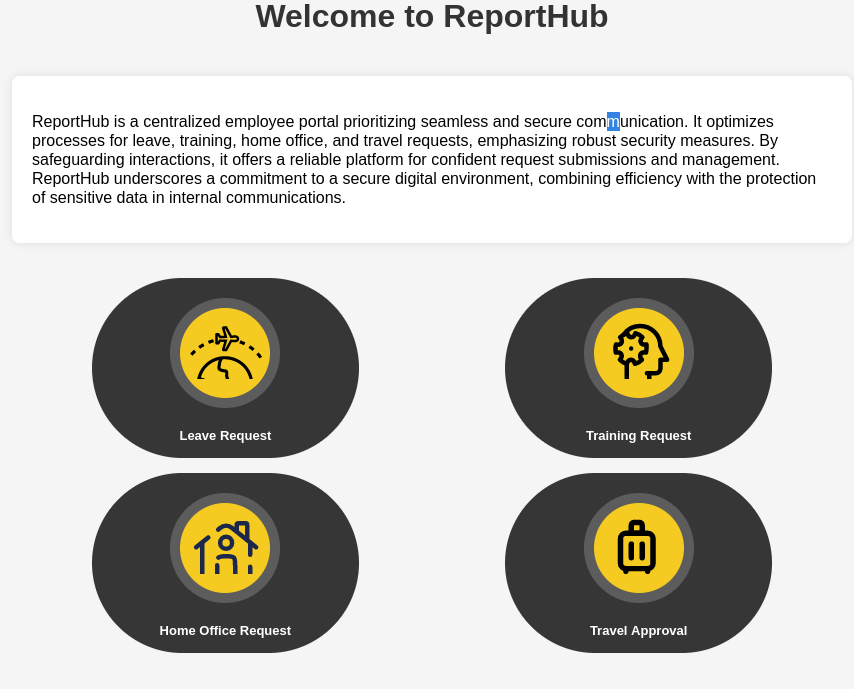 Welcome to ReportHub
ReportHub is a centralized employee portal prioritizing seamless and secure communication. It optimizes
processes for leave, training, home office, and travel requests, emphasizing robust security measures. By
safeguarding interactions, it offers a reliable platform for confident request submissions and management.
ReportHub underscores a commitment to a secure digital environment, combining efficiency with the protection
of sensitive data in internal communications.
Leave Request
Training Request
Home Office Request
Travel Approval